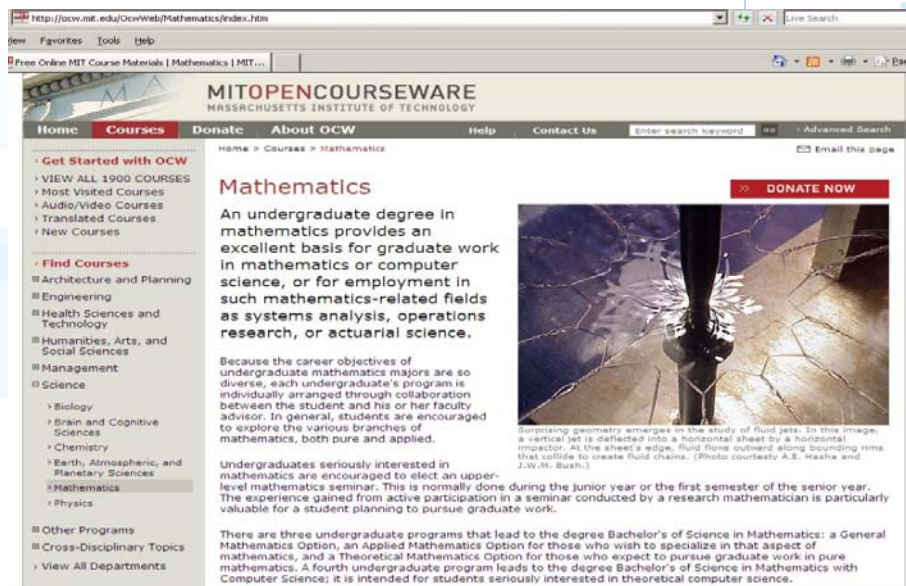 http://ocw.mit.edu/OcwWeb/Mathematics/index.htm
Live Search
iew Favorites Tools Help
Free Online MIT Course Materials | Mathematics | MIT...
MITOPENCOURSEWARE
MASSACHUSETTS INSTITUTE OF TECHNOLOGY
Home Courses Donate About OCW Help Contact Us Enter search keyword GO › Advanced Search
Home > Courses > Mathematics
Email this page
› Get Started with OCW
› VIEW ALL 1900 COURSES
› Most Visited Courses
› Audio/Video Courses
› Translated Courses
› New Courses
› Find Courses
Architecture and Planning
Engineering
Health Sciences and
Technology
Humanities, Arts, and
Social Sciences
Management
Science
› Biology
› Brain and Cognitive
Sciences
› Chemistry
› Earth, Atmospheric, and
Planetary Sciences
› Mathematics
› Physics
Other Programs
Cross-Disciplinary Topics
› View All Departments
Mathematics
» DONATE NOW
An undergraduate degree in
mathematics provides an
excellent basis for graduate work
in mathematics or computer
science, or for employment in
such mathematics-related fields
as systems analysis, operations
research, or actuarial science.
Because the career objectives of
undergraduate mathematics majors are so
diverse, each undergraduate's program is
individually arranged through collaboration
between the student and his or her faculty
advisor. In general, students are encouraged
to explore the various branches of
mathematics, both pure and applied.
Surprising geometry emerges in the study of fluid jets. In this image,
a vertical jet is deflected into a horizontal sheet by a horizontal
impactor. At the sheet's edge, fluid flows outward along bounding rims
that collide to create fluid chains. (Photo courtesty A.E. Hasha and
J.W.M. Bush.)
Undergraduates seriously interested in
mathematics are encouraged to elect an upper-
level mathematics seminar. This is normally done during the junior year or the first semester of the senior year.
The experience gained from active participation in a seminar conducted by a research mathematician is particularly
valuable for a student planning to pursue graduate work.
There are three undergraduate programs that lead to the degree Bachelor's of Science in Mathematics: a General
Mathematics Option, an Applied Mathematics Option for those who wish to specialize in that aspect of
mathematics, and a Theoretical Mathematics Option for those who expect to pursue graduate work in pure
mathematics. A fourth undergraduate program leads to the degree Bachelor's of Science in Mathematics with
Computer Science; it is intended for students seriously interested in theoretical computer science.